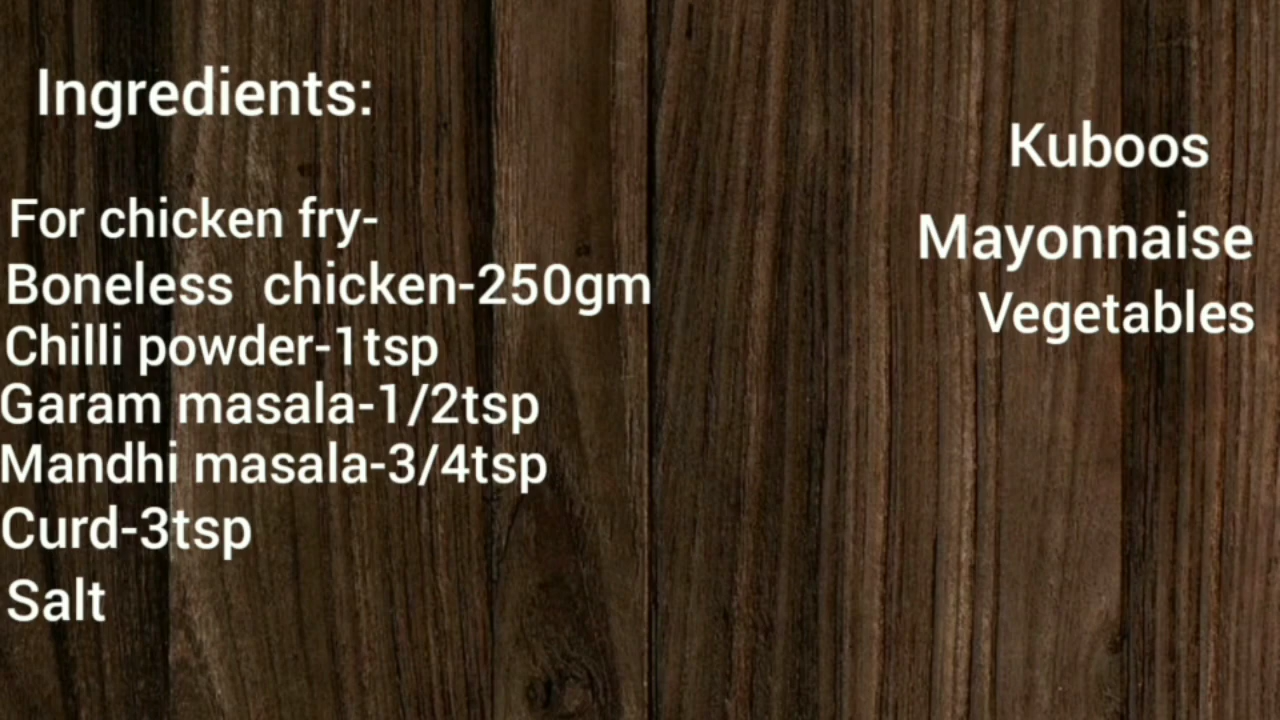 Ingredients:
For chicken fry-
Boneless chicken-250gm
Chilli powder-1tsp
Garam masala-1/2tsp
Mandhi masala-3/4tsp
Curd-3tsp
Salt
Kuboos
Mayonnaise
Vegetables